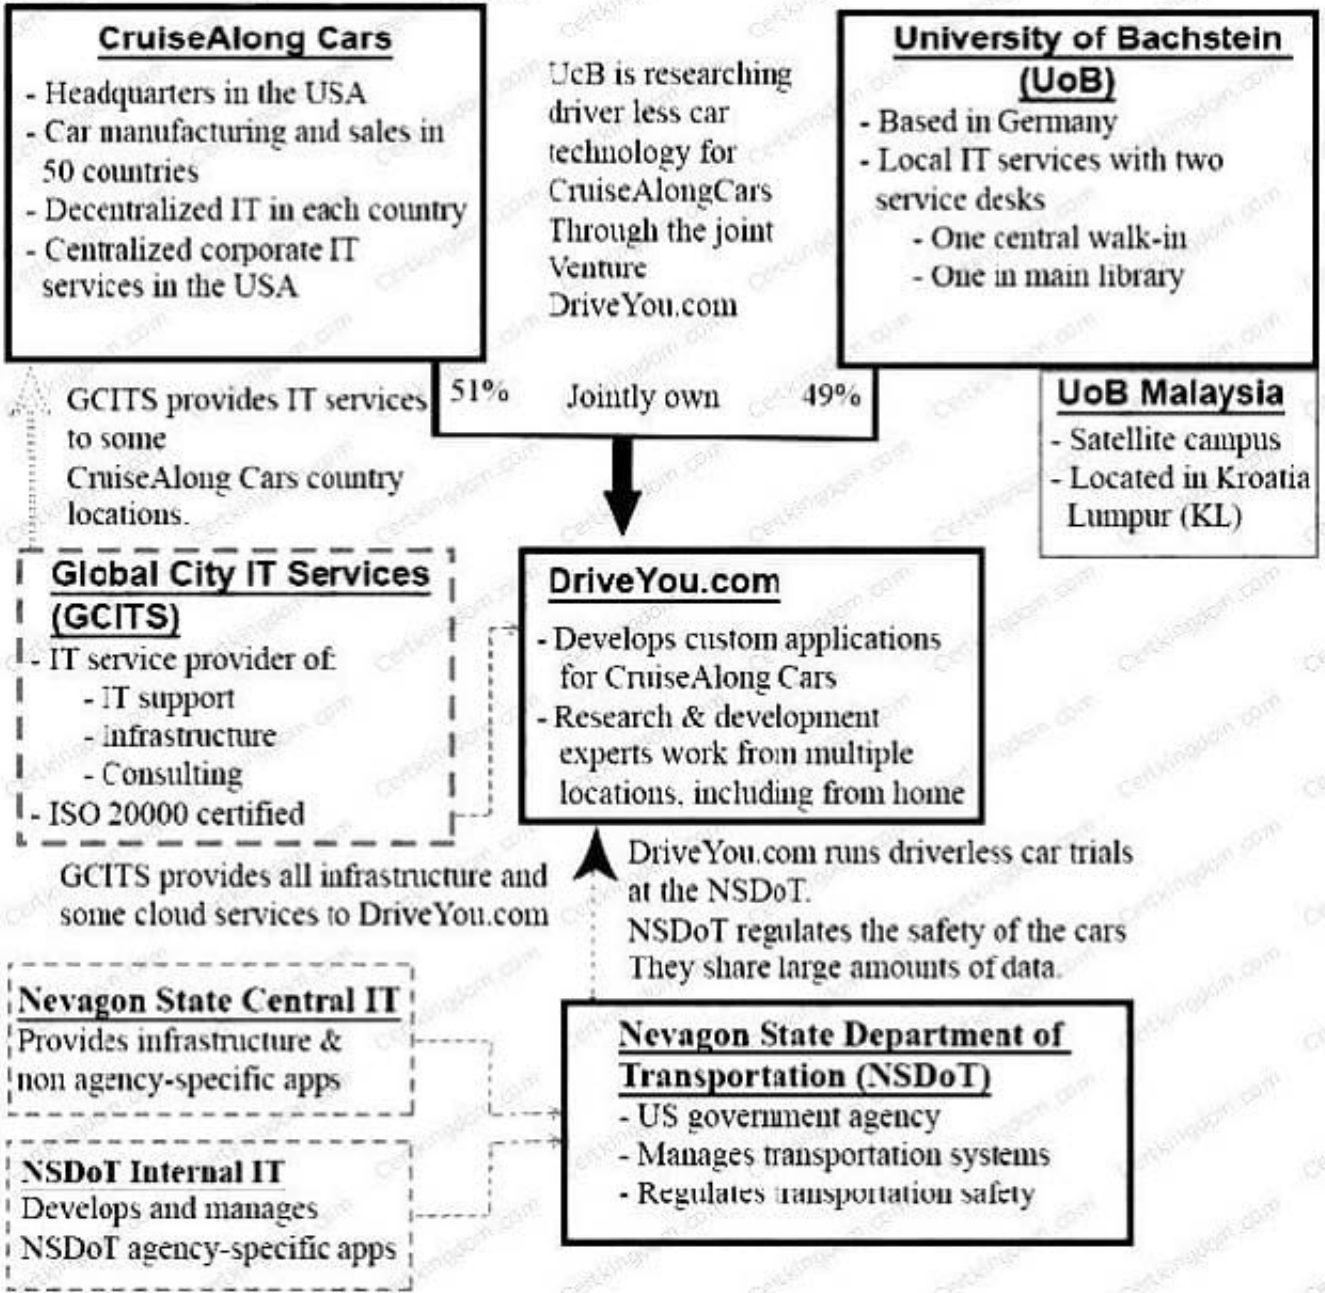 CruiseAlong Cars
- Headquarters in the USA
- Car manufacturing and sales in
50 countries
- Decentralized IT in each country
- Centralized corporate IT
services in the USA
UcB is researching
driver less car
technology for
CruiseAlongCars
Through the joint
Venture
DriveYou.com
University of Bachstein
(UoB)
- Based in Germany
- Local IT services with two
service desks
- One central walk-in
- One in main library
51% Jointly own 49%
UoB Malaysia
- Satellite campus
- Located in Kroatia
Lumpur (KL)
GCITS provides IT services
to some
CruiseAlong Cars country
locations.
Global City IT Services
(GCITS)
- IT service provider of:
- IT support
- Infrastructure
- Consulting
- ISO 20000 certified
DriveYou.com
- Develops custom applications
for CruiseAlong Cars
- Research & development
experts work from multiple
locations, including from home
GCITS provides all infrastructure and
some cloud services to DriveYou.com
DriveYou.com runs driverless car trials
at the NSDoT.
NSDoT regulates the safety of the cars
They share large amounts of data.
Nevagon State Central IT
Provides infrastructure &
non agency-specific apps
NSDoT Internal IT
Develops and manages
NSDoT agency-specific apps
Nevagon State Department of
Transportation (NSDoT)
- US government agency
- Manages transportation systems
- Regulates transportation safety
Certkingdom.com